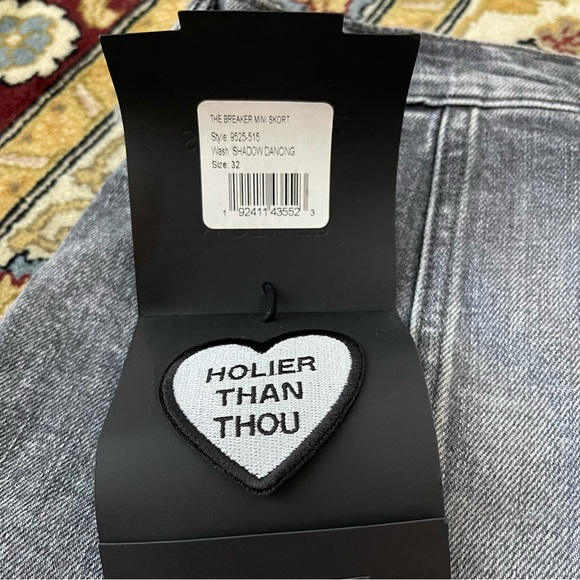 THE BREAKER MINI SKORT
Style: 9525-515
Wash: SHADOW DANCING
Size: 32
1 92411 43552 3
HOLIER
THAN
THOU